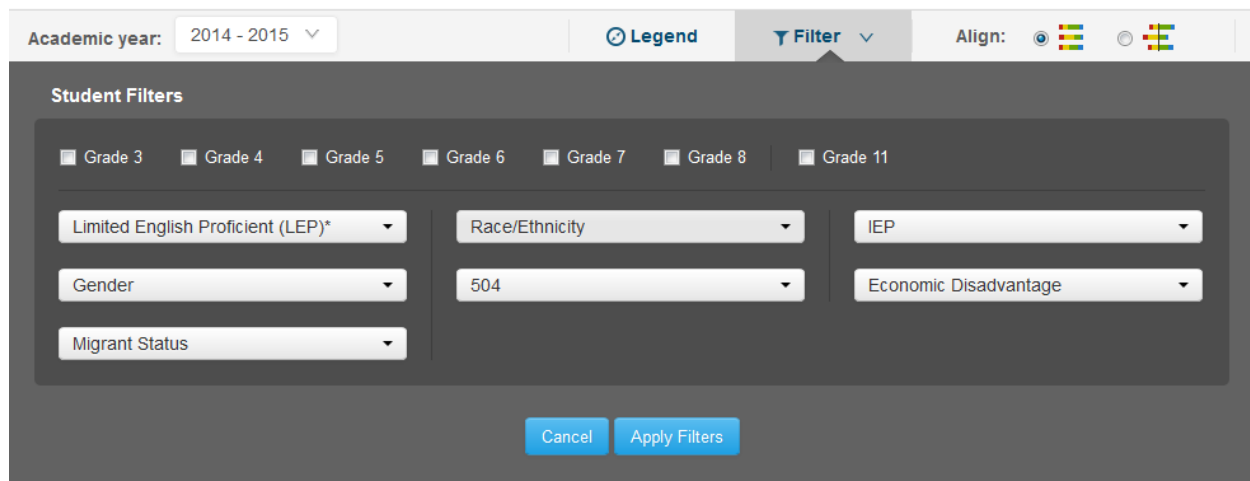 Academic year: 2014 - 2015 Legend Filter Align:
Student Filters
Grade 3 Grade 4 Grade 5 Grade 6 Grade 7 Grade 8 Grade 11
Limited English Proficient (LEP)* Race/Ethnicity IEP
Gender 504 Economic Disadvantage
Migrant Status
Cancel Apply Filters